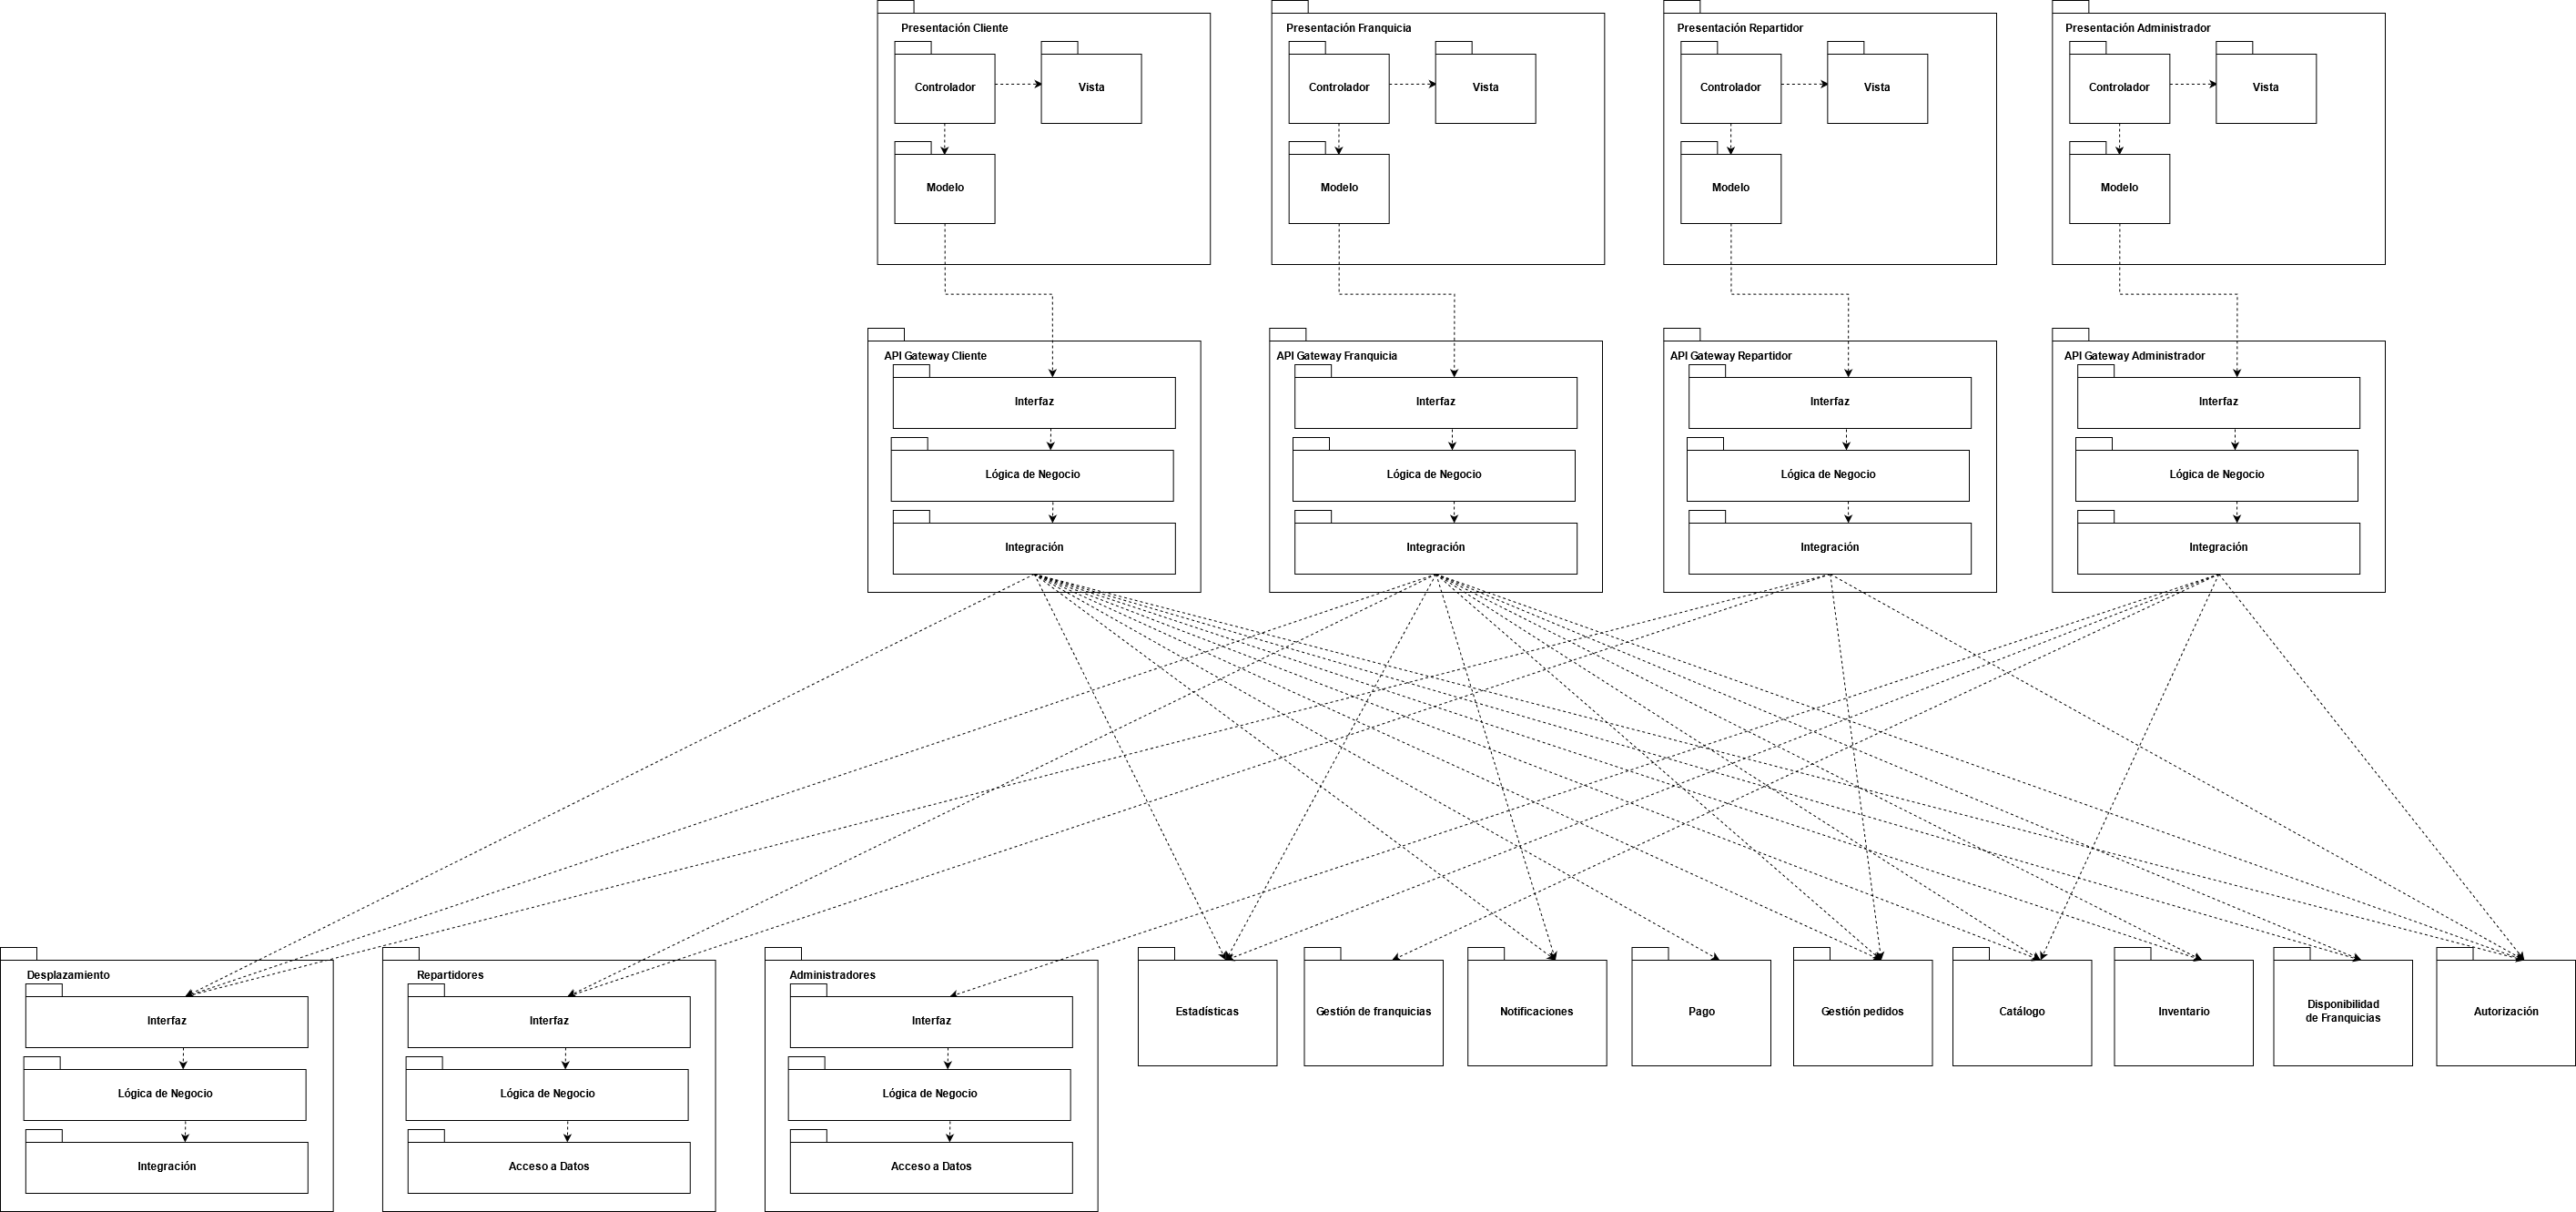 Presentación Cliente
Controlador
Vista
Modelo
Presentación Franquicia
Controlador
Vista
Modelo
Presentación Repartidor
Controlador
Vista
Modelo
Presentación Administrador
Controlador
Vista
Modelo
API Gateway Cliente
Interfaz
Lógica de Negocio
Integración
API Gateway Franquicia
Interfaz
Lógica de Negocio
Integración
API Gateway Repartidor
Interfaz
Lógica de Negocio
Integración
API Gateway Administrador
Interfaz
Lógica de Negocio
Integración
Desplazamiento
Interfaz
Lógica de Negocio
Integración
Repartidores
Interfaz
Lógica de Negocio
Acceso a Datos
Administradores
Interfaz
Lógica de Negocio
Acceso a Datos
Estadísticas
Gestión de franquicias
Notificaciones
Pago
Gestión pedidos
Catálogo
Inventario
Disponibilidad
de Franquicias
Autorización